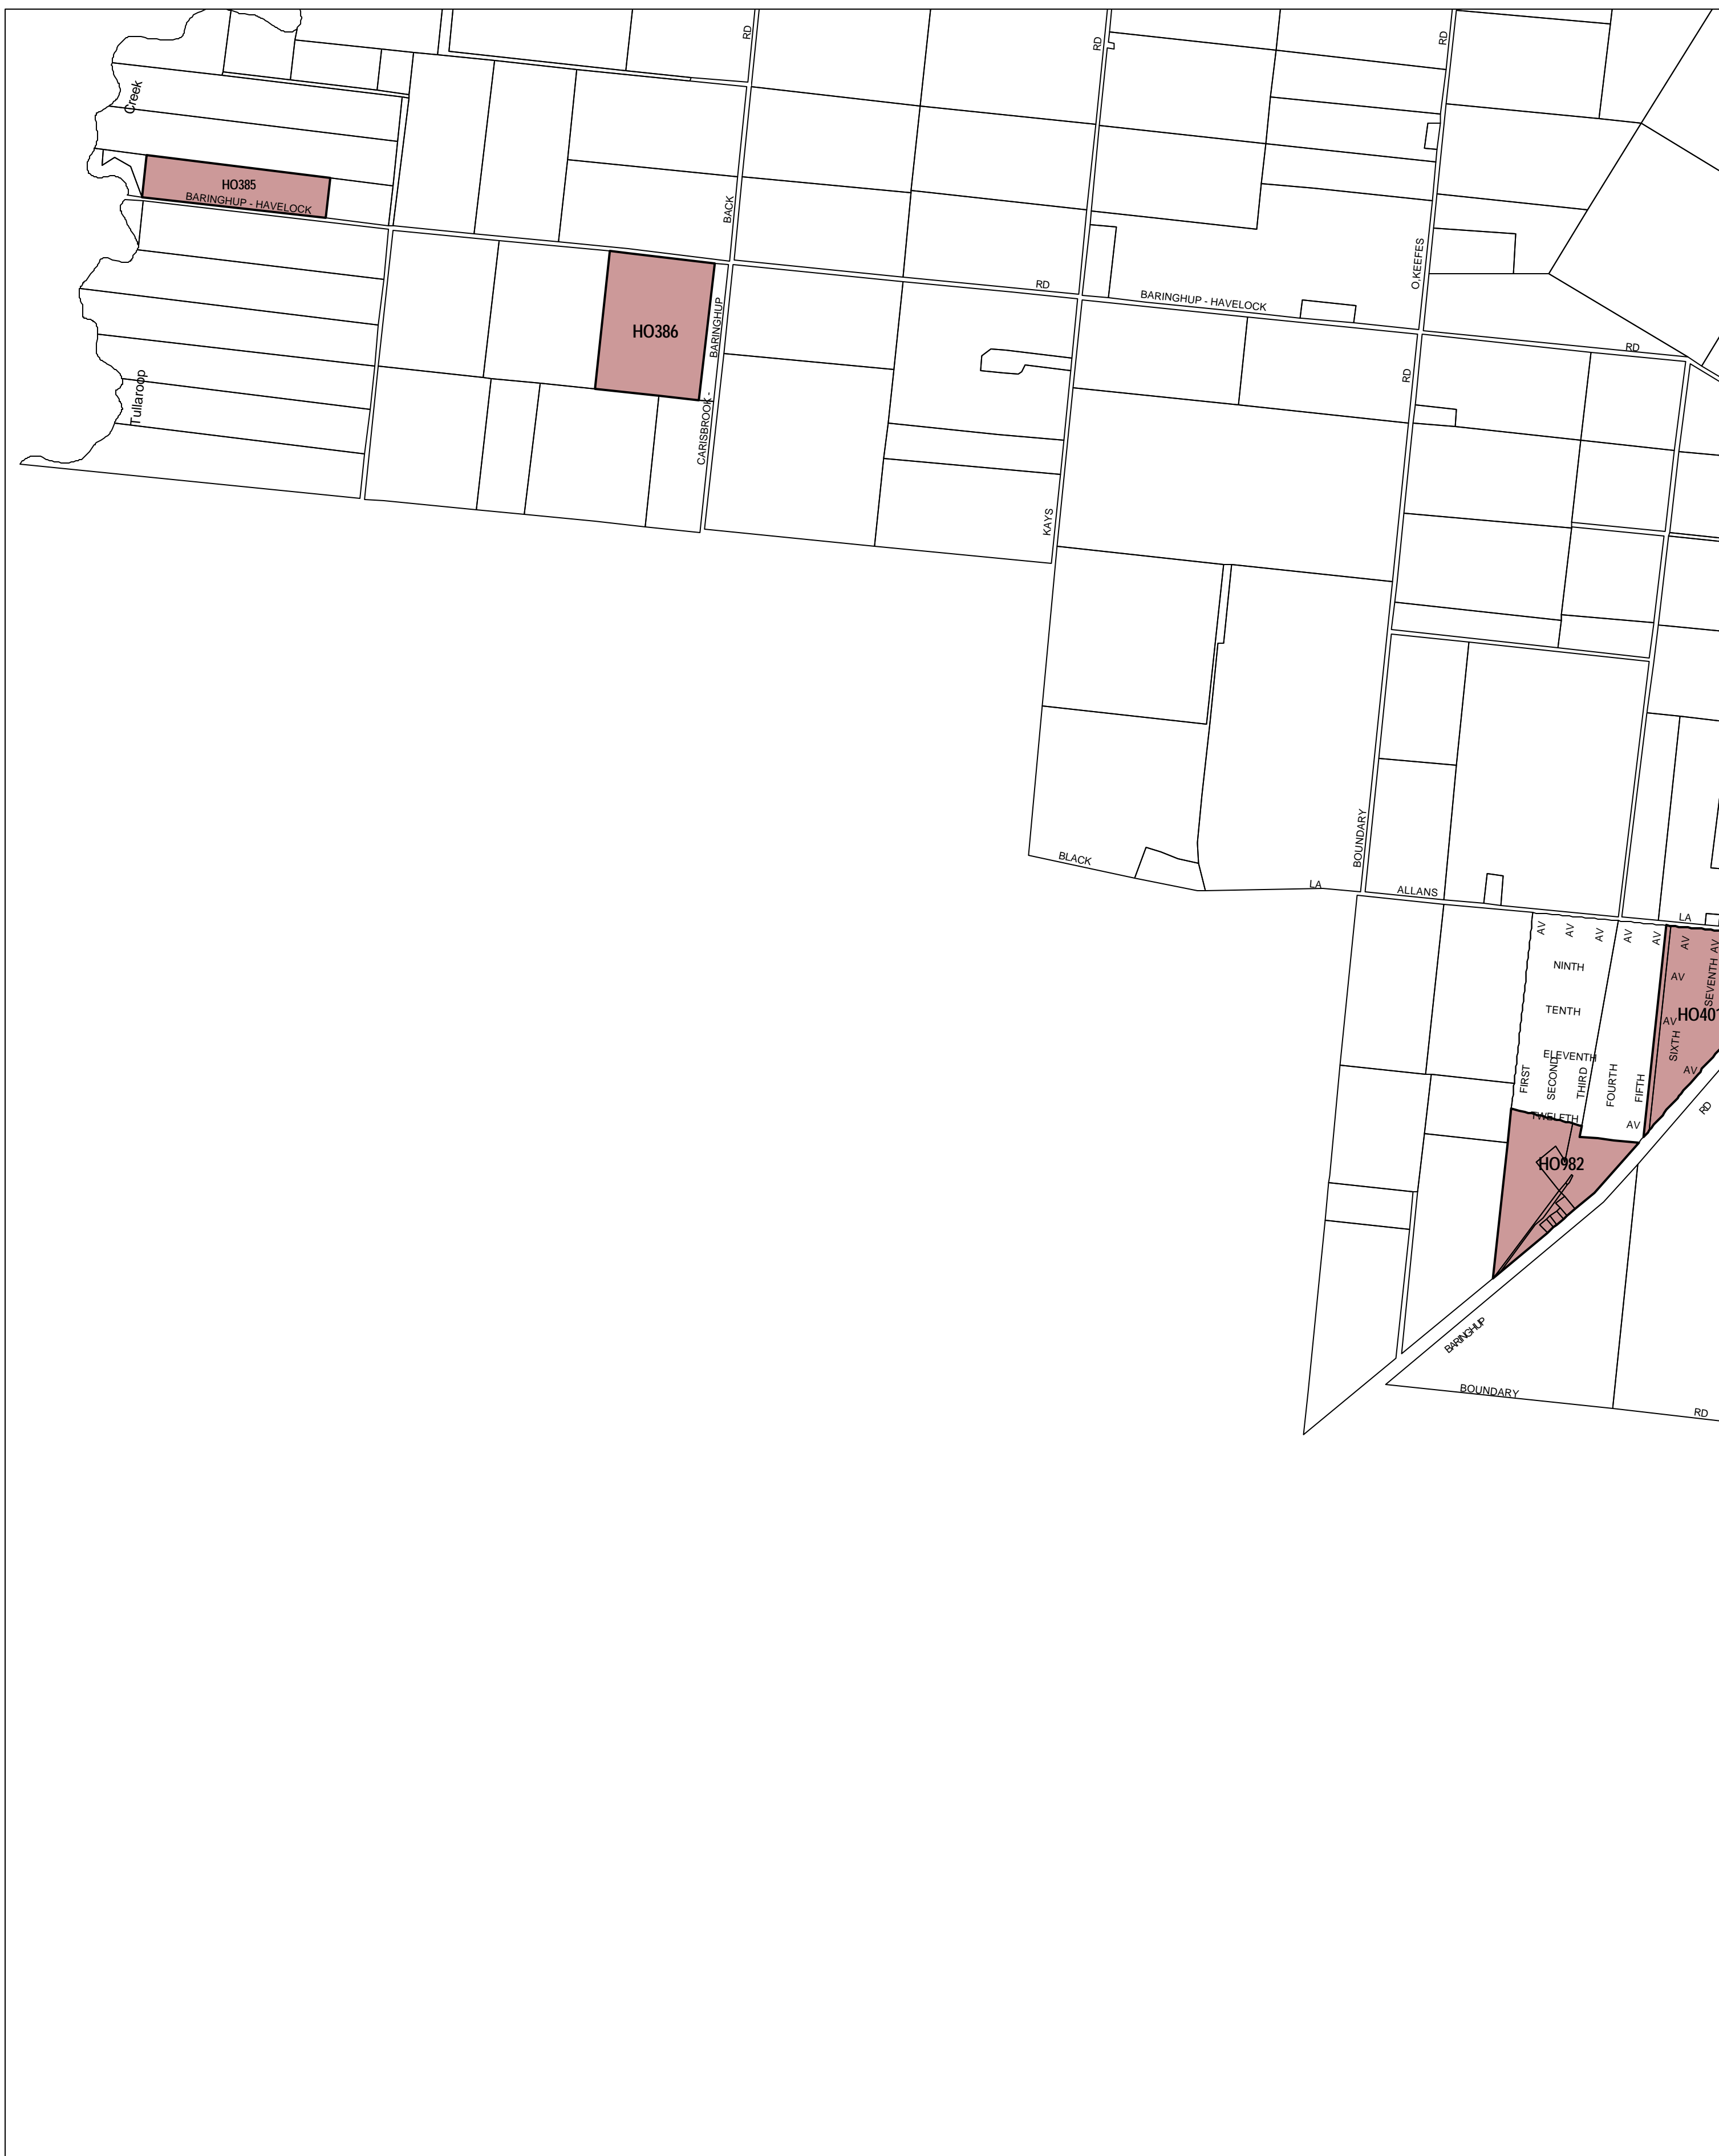 RD
RD
RD
Creek
HO385
BARINGHUP - HAVELOCK
BACK
O,KEEFES
RD
BARINGHUP - HAVELOCK
HO386
BARINGHUP
RD
RD
Tullaroop
CARISBROOK -
KAYS
BOUNDARY
BLACK
LA
ALLANS
LA
AV
AV
AV
AV
AV
AV
AV
NINTH
AV
SEVENTH
TENTH
AV
HO401
SIXTH
ELEVENTH
AV
FIRST
SECOND
THIRD
FOURTH
FIFTH
RD
TWELFTH
AV
HO982
BARINGHUP
BOUNDARY
RD